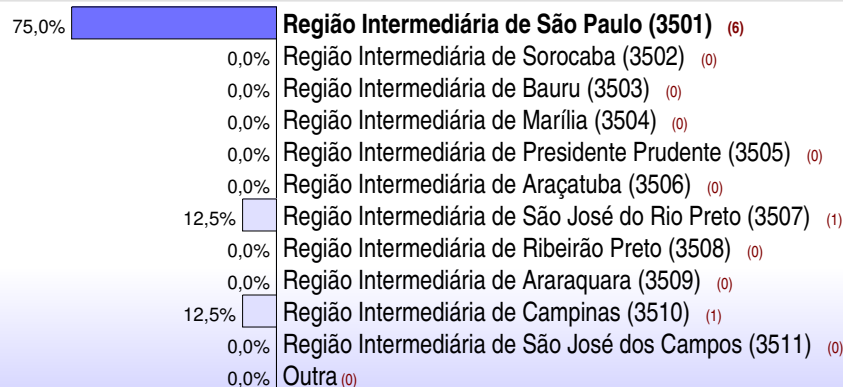 75,0% Região Intermediária de São Paulo (3501) (6)
0,0% Região Intermediária de Sorocaba (3502) (0)
0,0% Região Intermediária de Bauru (3503) (0)
0,0% Região Intermediária de Marília (3504) (0)
0,0% Região Intermediária de Presidente Prudente (3505) (0)
0,0% Região Intermediária de Araçatuba (3506) (0)
12,5% Região Intermediária de São José do Rio Preto (3507) (1)
0,0% Região Intermediária de Ribeirão Preto (3508) (0)
0,0% Região Intermediária de Araraquara (3509) (0)
12,5% Região Intermediária de Campinas (3510) (1)
0,0% Região Intermediária de São José dos Campos (3511) (0)
0,0% Outra (0)